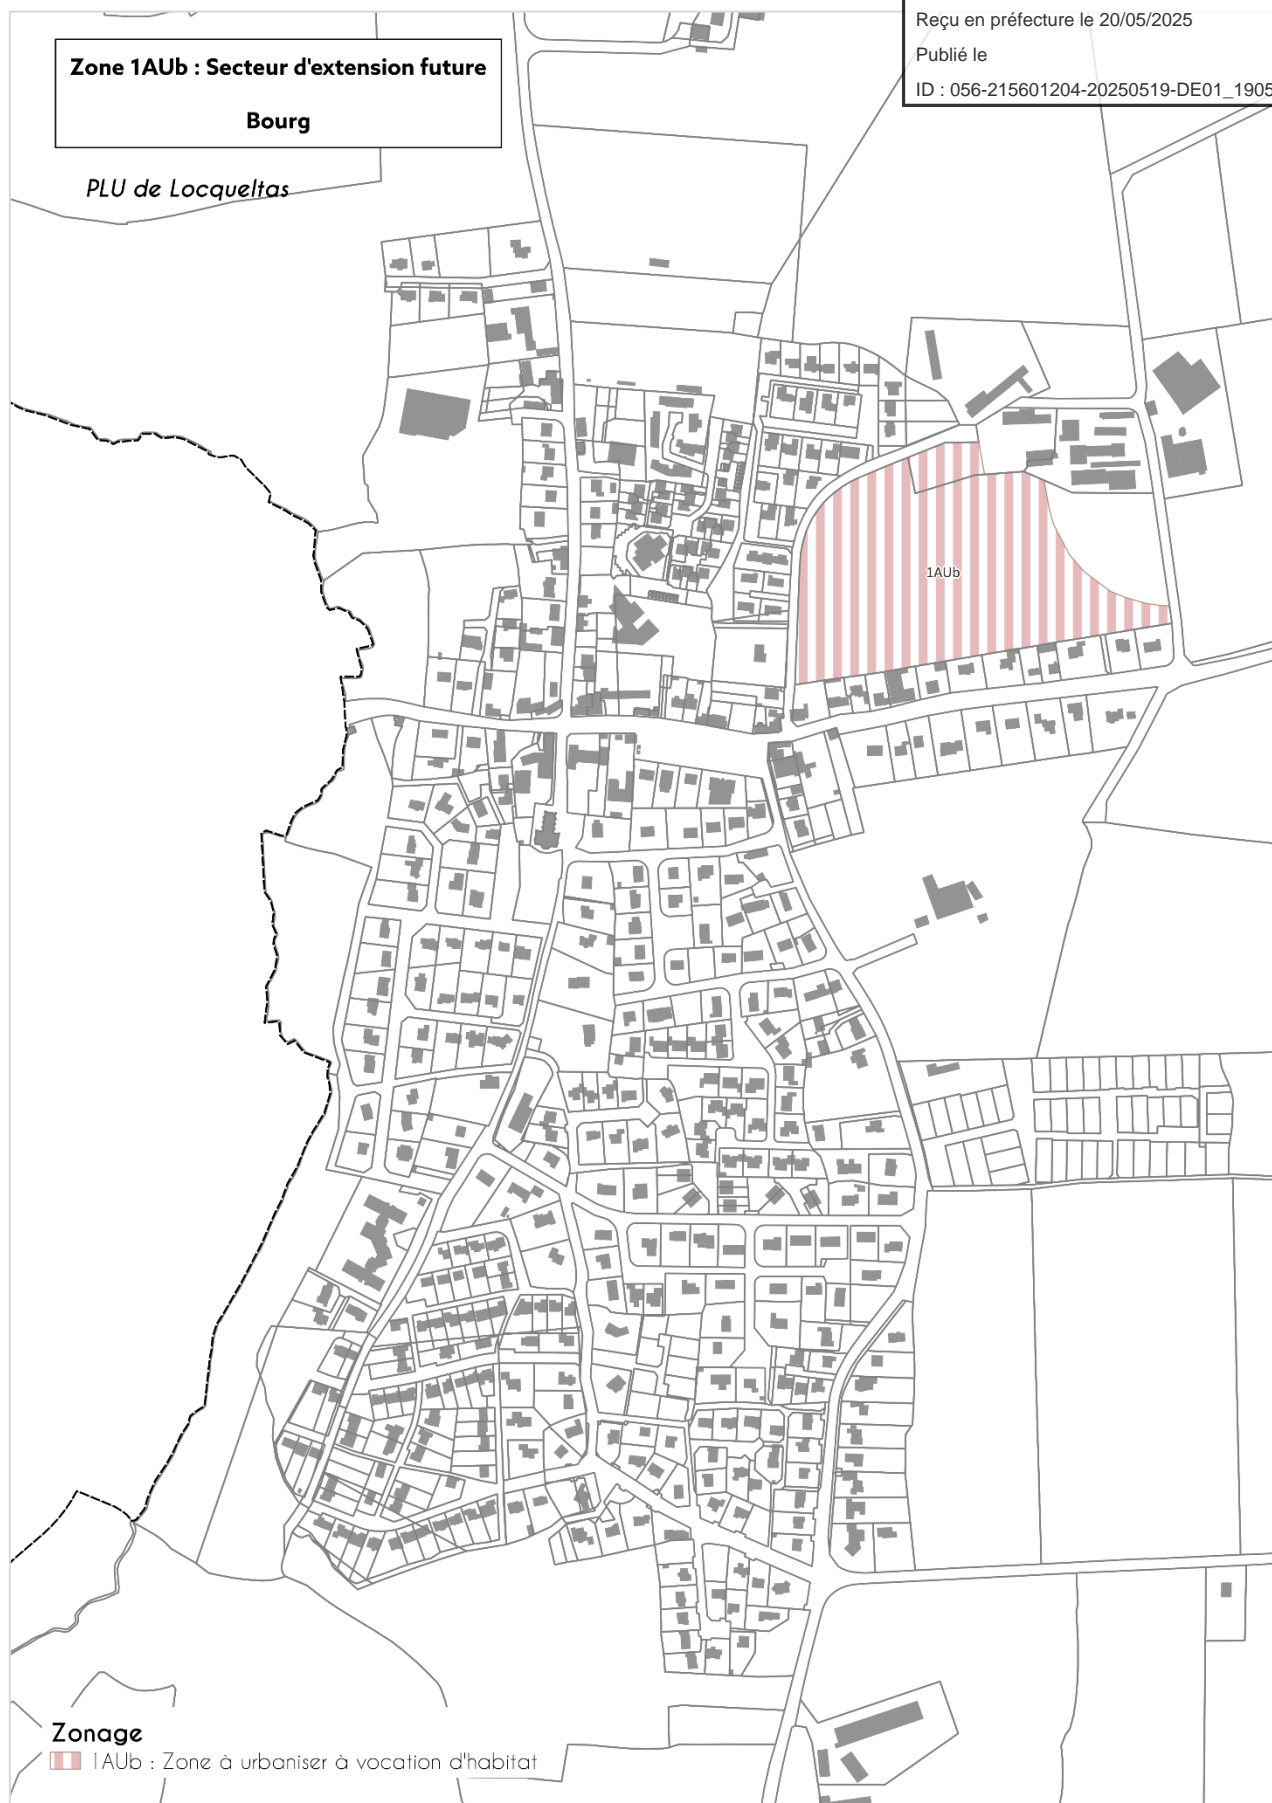 Reçu en préfecture le 20/05/2025
Publié le
ID : 056-215601204-20250519-DE01_1905
Zone 1AUb : Secteur d'extension future
Bourg
PLU de Locqueltas
1AUb
Zonage
1AUb : Zone à urbaniser à vocation d'habitat